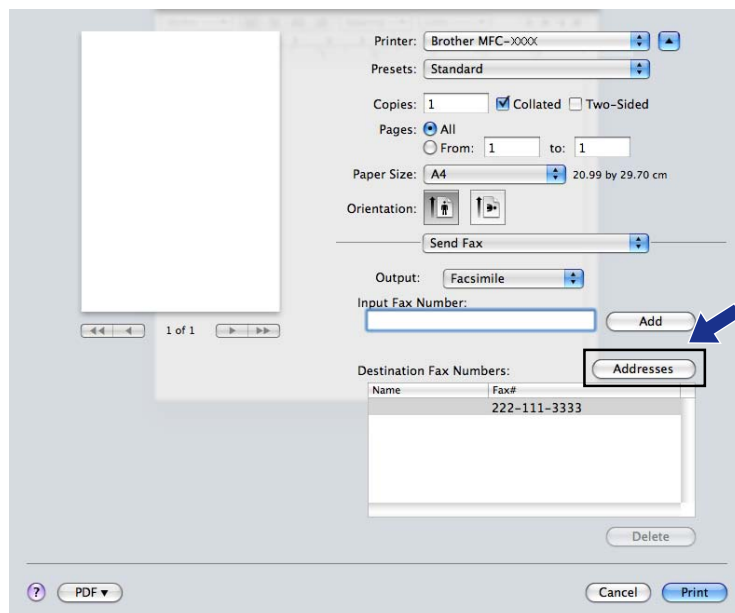 Printer: Brother MFC-XXXX
Presets: Standard
Copies: 1 Collated Two-Sided
Pages: All
From: 1 to: 1
Paper Size: A4 20.99 by 29.70 cm
Orientation:
Send Fax
Output: Facsimile
Input Fax Number:
Add
1 of 1
Destination Fax Numbers: Addresses
Name Fax#
222-111-3333
Delete
? PDF Cancel Print